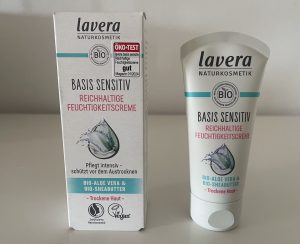 lavera
NATURKOSMETIK
BIO
ÖKO-TEST
gut
BASIS SENSITIV
REICHHALTIGE
FEUCHTIGKEITSCREME
Pflegt intensiv -
schützt vor dem Austrocknen
BIO-ALOE VERA &
BIO-SHEABUTTER
- Trockene Haut -
Vegan
lavera
NATURKOSMETIK
BIO
BASIS SENSITIV
REICHHALTIGE
FEUCHTIGKEITSCREME
BIO-ALOE VERA &
BIO-SHEABUTTER
- Trockene Haut -